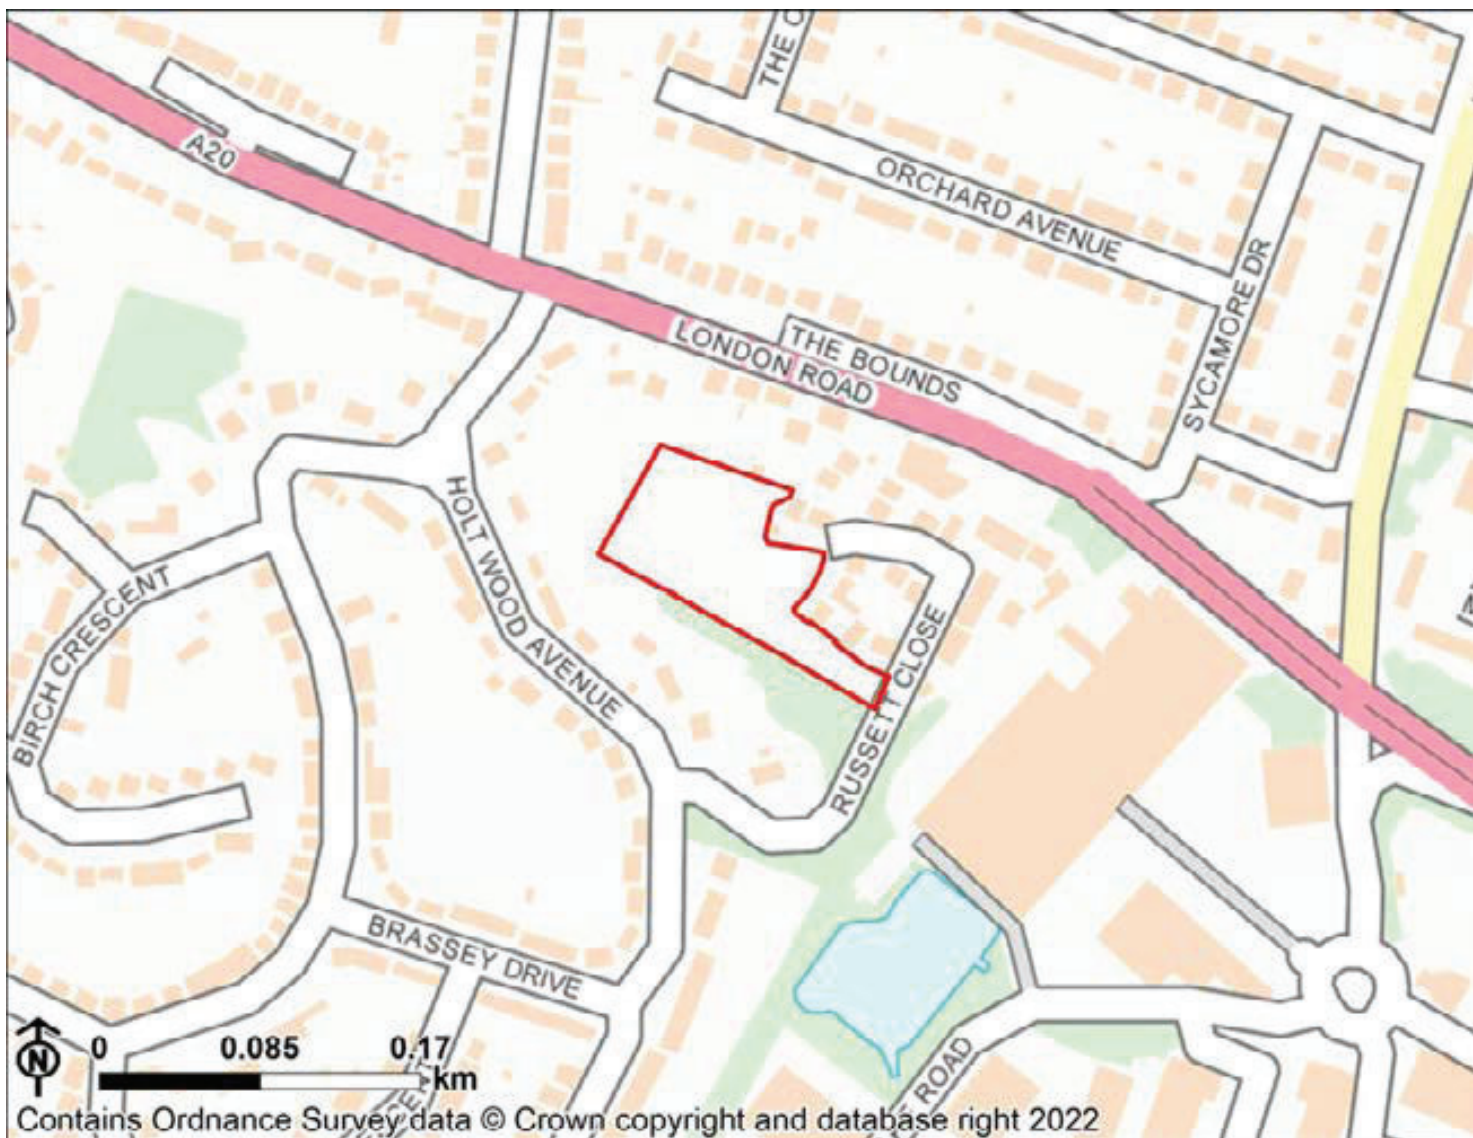 THE
A20
ORCHARD AVENUE
SYCAMORE DR
THE BOUNDS
LONDON ROAD
HOLT WOOD AVENUE
BIRCH CRESCENT
RUSSETT CLOSE
BRASSEY DRIVE
ROAD
N
0 0.085 0.17
km
Contains Ordnance Survey data © Crown copyright and database right 2022